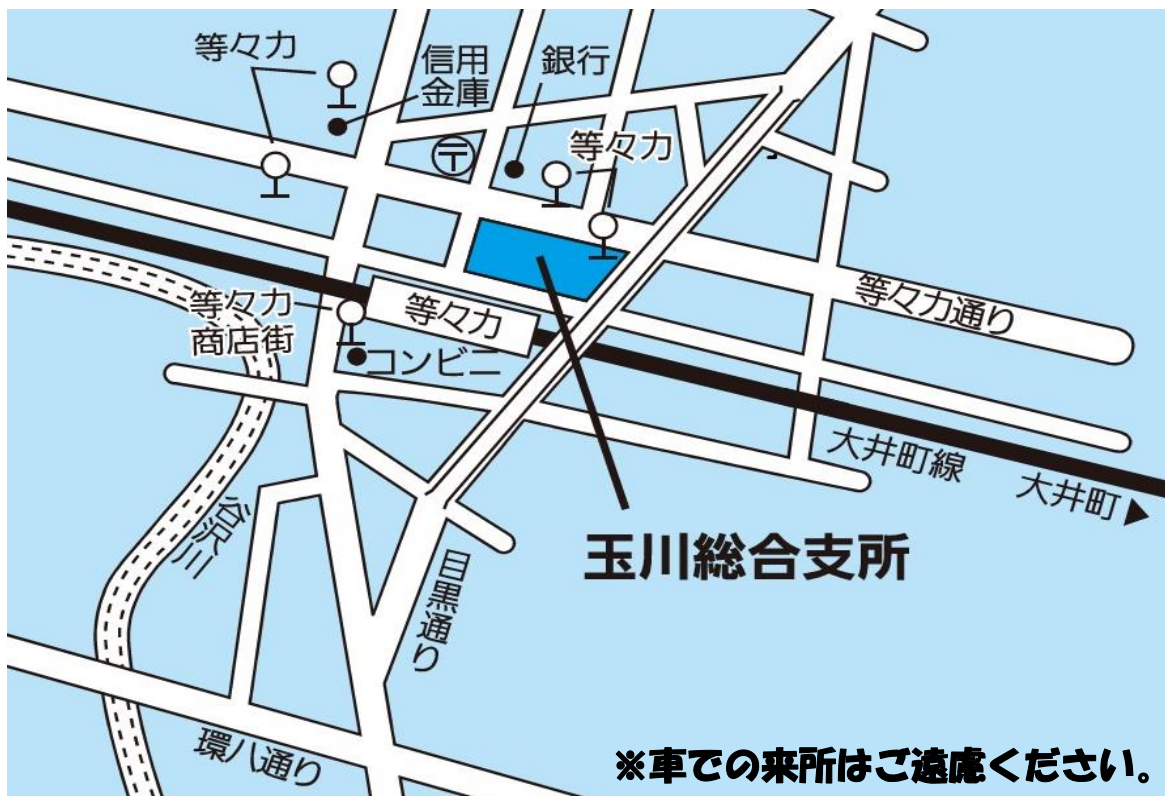 等々力
信用
金庫
銀行
〒
等々力
等々力
商店街
等々力
コンビニ
等々力通り
大井町線
大井町
谷沢川
玉川総合支所
目黒通り
環八通り
※車での来所はご遠慮ください。